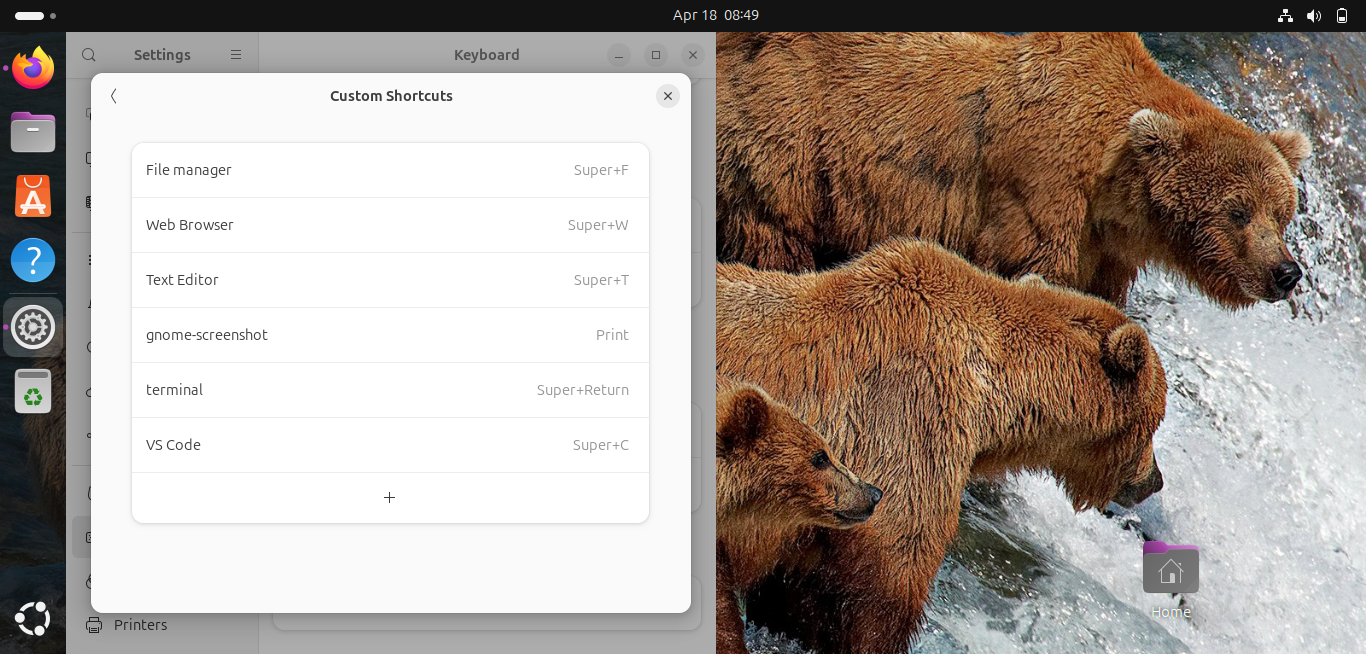 Apr 18 08:49
Settings
Keyboard
Custom Shortcuts
File manager Super+F
Web Browser Super+W
Text Editor Super+T
gnome-screenshot Print
terminal Super+Return
VS Code Super+C
+
Printers
Home